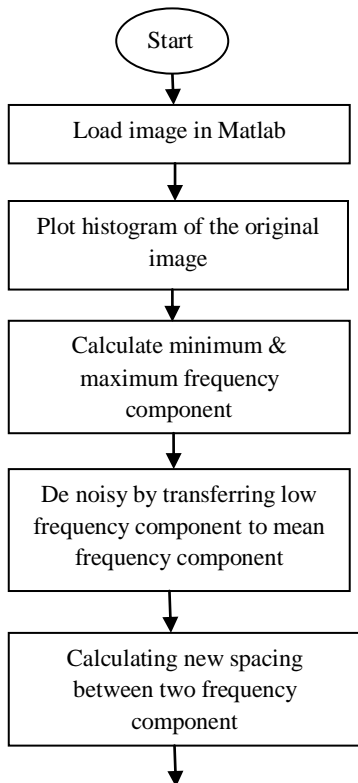 Start
Load image in Matlab
Plot histogram of the original
image
Calculate minimum &
maximum frequency
component
De noisy by transferring low
frequency component to mean
frequency component
Calculating new spacing
between two frequency
component